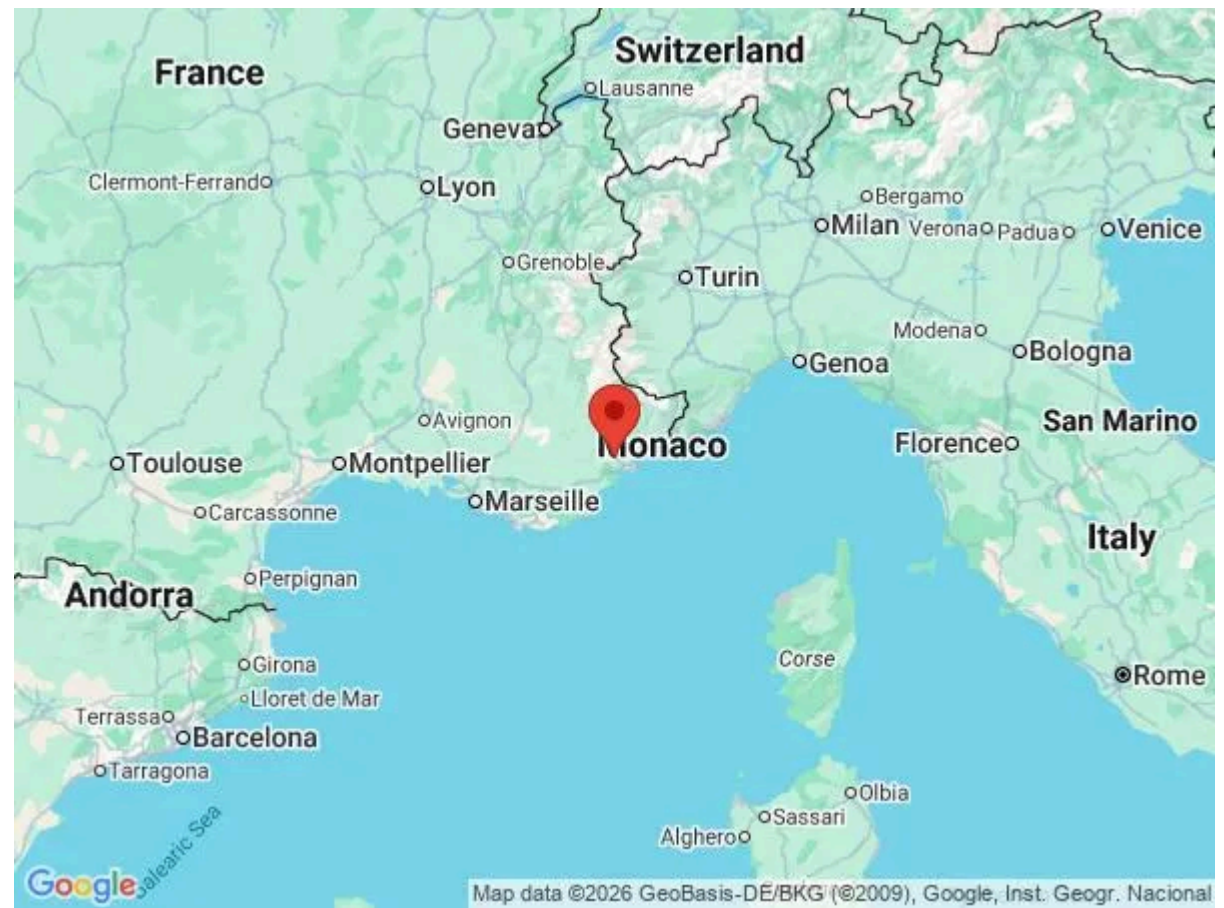 France
Switzerland
Lausanne
Geneva
Clermont-Ferrand
Lyon
Bergamo
Milan
Verona
Padua
Venice
Grenoble
Turin
Modena
Bologna
Genoa
Avignon
San Marino
Monaco
Florence
Toulouse
Montpellier
Marseille
Carcassonne
Italy
Perpignan
Andorra
Corse
Girona
Rome
Lloret de Mar
Terrassa
Barcelona
Tarragona
Olbia
Sassari
Alghero
Balearic Sea
Google
Map data ©2026 GeoBasis-DE/BKG (©2009), Google, Inst. Geogr. Nacional